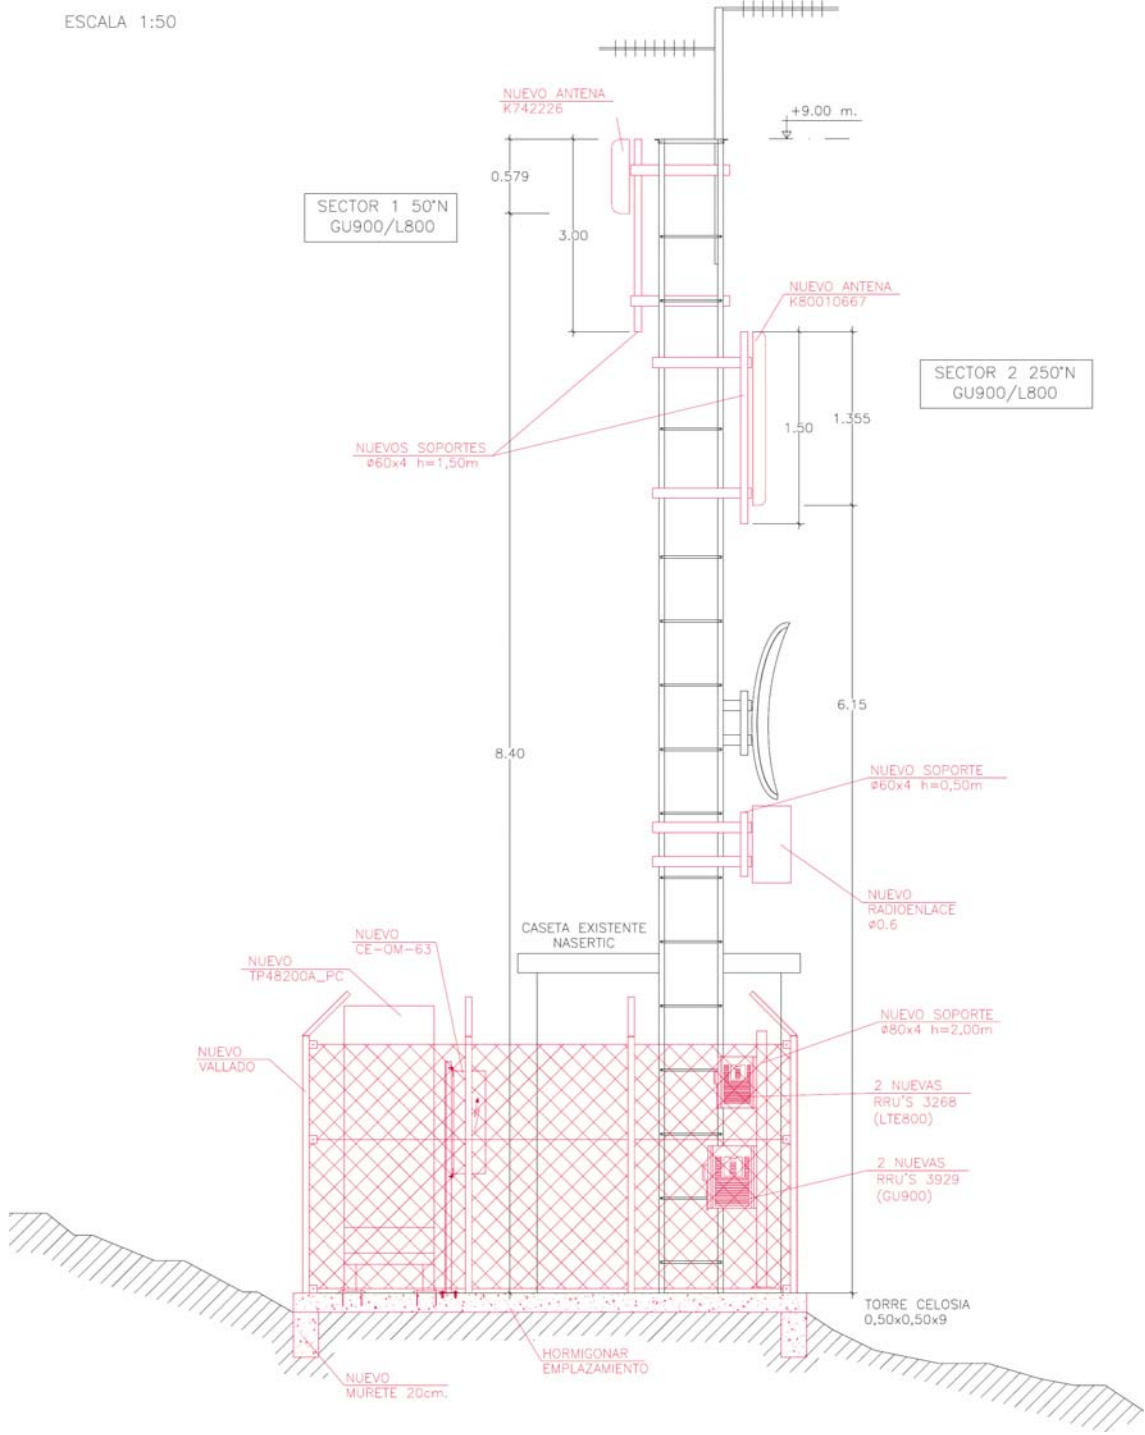 ESCALA 1:50
NUEVO ANTENA
K742226
+9.00 m.
0.579
SECTOR 1 50°N
GU900/L800
3.00
NUEVO ANTENA
K80010667
SECTOR 2 250°N
GU900/L800
1.355
1.50
NUEVOS SOPORTES
ø60x4 h=1,50m
6.15
8.40
NUEVO SOPORTE
ø60x4 h=0,50m
NUEVO
RADIOENLACE
ø0.6
CASETA EXISTENTE
NASERTIC
NUEVO
CE-OM-63
NUEVO
TP48200A_PC
NUEVO SOPORTE
ø80x4 h=2,00m
NUEVO
VALLADO
2 NUEVAS
RRU'S 3268
(LTE800)
2 NUEVAS
RRU'S 3929
(GU900)
TORRE CELOSIA
0,50x0,50x9
HORMIGONAR
EMPLAZAMIENTO
NUEVO
MURETE 20cm.